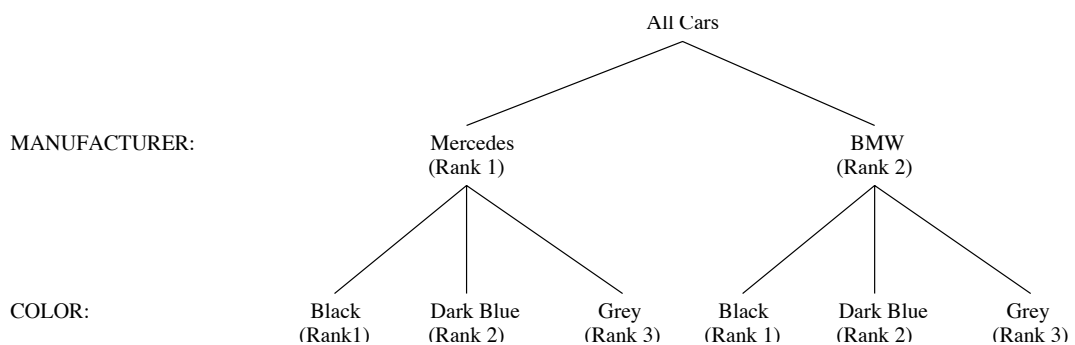 All Cars
MANUFACTURER: Mercedes BMW
(Rank 1) (Rank 2)
COLOR: Black Dark Blue Grey Black Dark Blue Grey
(Rank1) (Rank 2) (Rank 3) (Rank 1) (Rank 2) (Rank 3)